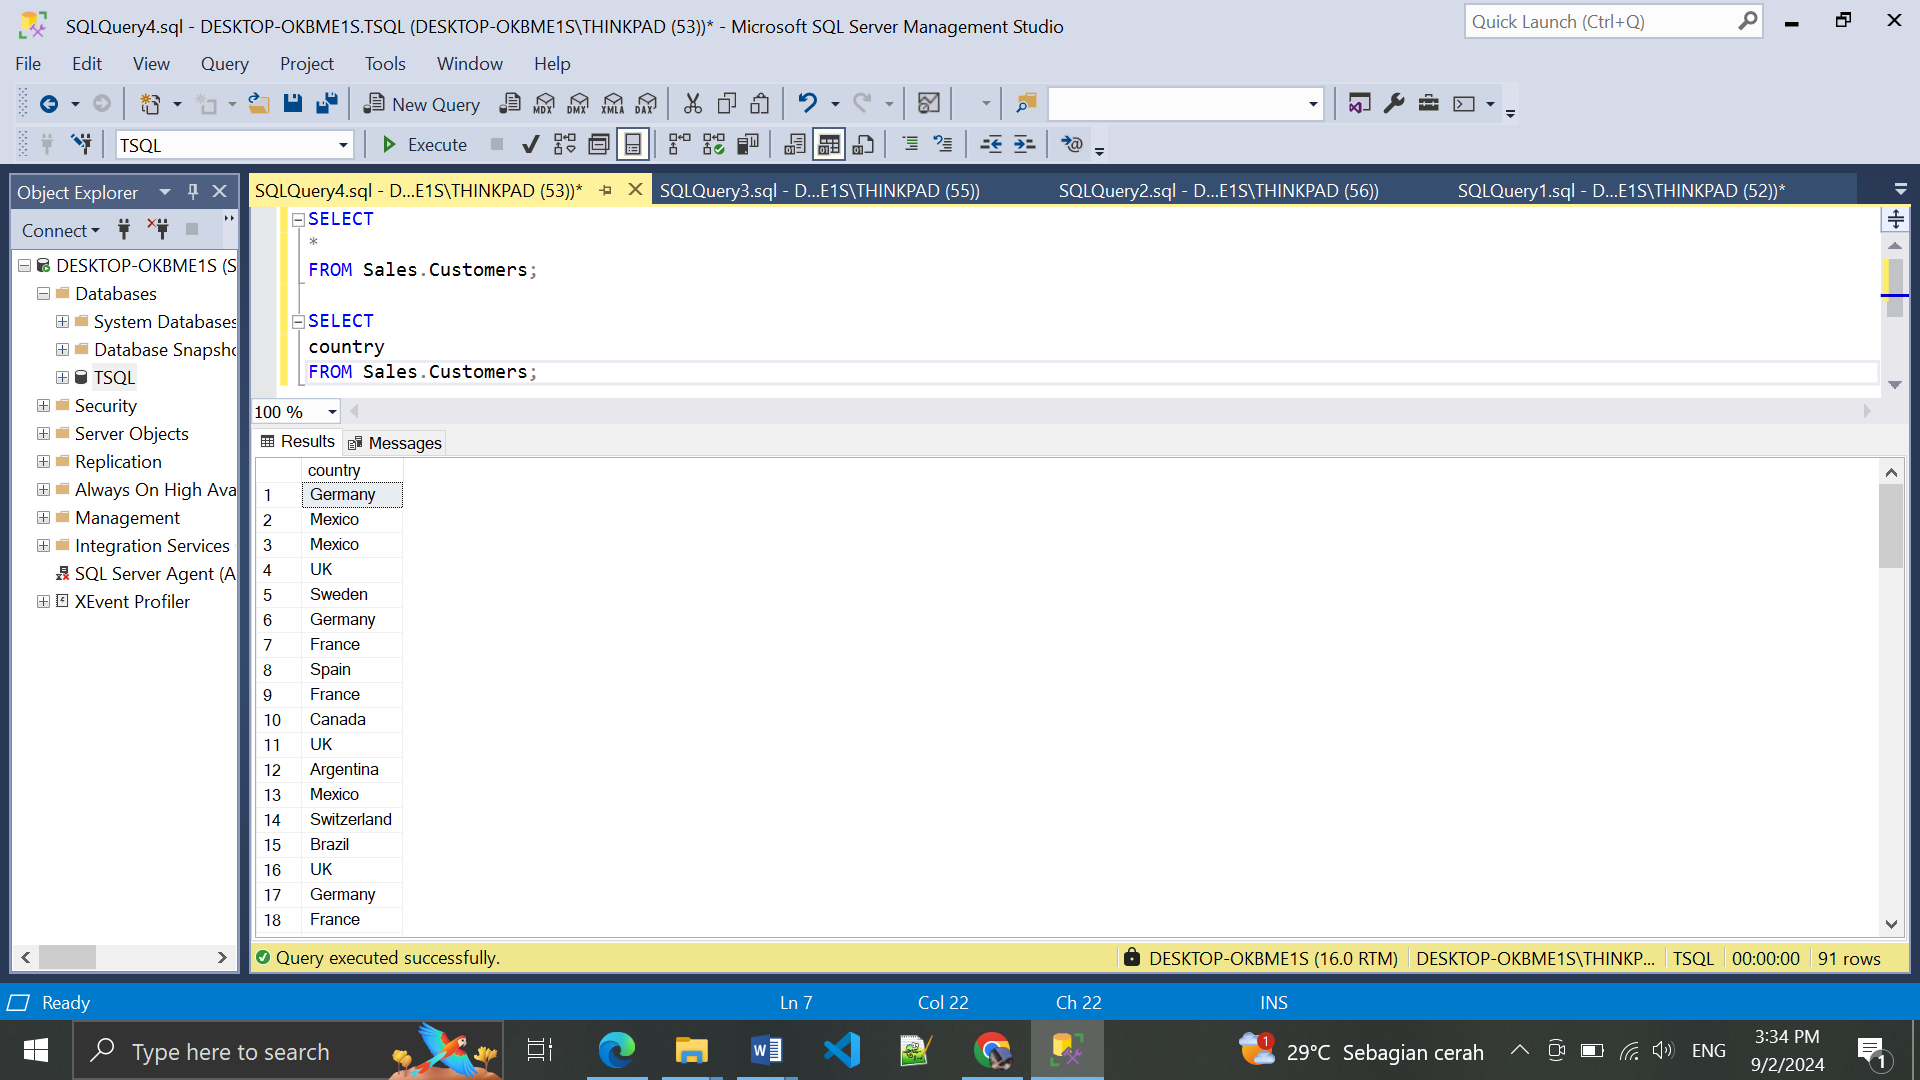 SQLQuery4.sql - DESKTOP-OKBME1S.TSQL (DESKTOP-OKBME1S\THINKPAD (53))* - Microsoft SQL Server Management Studio
Quick Launch (Ctrl+Q)
File Edit View Query Project Tools Window Help
New Query MDX DMX XMLA DAX
TSQL Execute
Object Explorer
Connect
DESKTOP-OKBME1S (S
Databases
System Databases
Database Snapsho
TSQL
Security
Server Objects
Replication
Always On High Ava
Management
Integration Services
SQL Server Agent (A
XEvent Profiler
SQLQuery4.sql - D...E1S\THINKPAD (53))* SQLQuery3.sql - D...E1S\THINKPAD (55)) SQLQuery2.sql - D...E1S\THINKPAD (56)) SQLQuery1.sql - D...E1S\THINKPAD (52))*
SELECT
*
FROM Sales.Customers;
SELECT
country
FROM Sales.Customers;
100 %
Results Messages
country
1 Germany
2 Mexico
3 Mexico
4 UK
5 Sweden
6 Germany
7 France
8 Spain
9 France
10 Canada
11 UK
12 Argentina
13 Mexico
14 Switzerland
15 Brazil
16 UK
17 Germany
18 France
Query executed successfully. DESKTOP-OKBME1S (16.0 RTM) DESKTOP-OKBME1S\THINKP... TSQL 00:00:00 91 rows
Ready Ln 7 Col 22 Ch 22 INS
Type here to search 1 29°C Sebagian cerah ENG 3:34 PM 1
9/2/2024